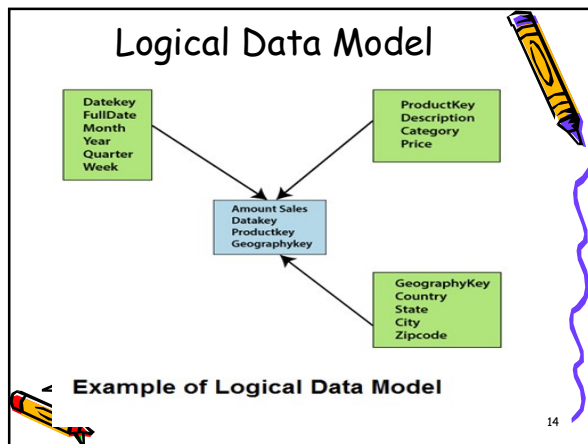 Logical Data Model
Datekey
FullDate
Month
Year
Quarter
Week
ProductKey
Description
Category
Price
Amount Sales
Datakey
Productkey
Geographykey
GeographyKey
Country
State
City
Zipcode
Example of Logical Data Model
14